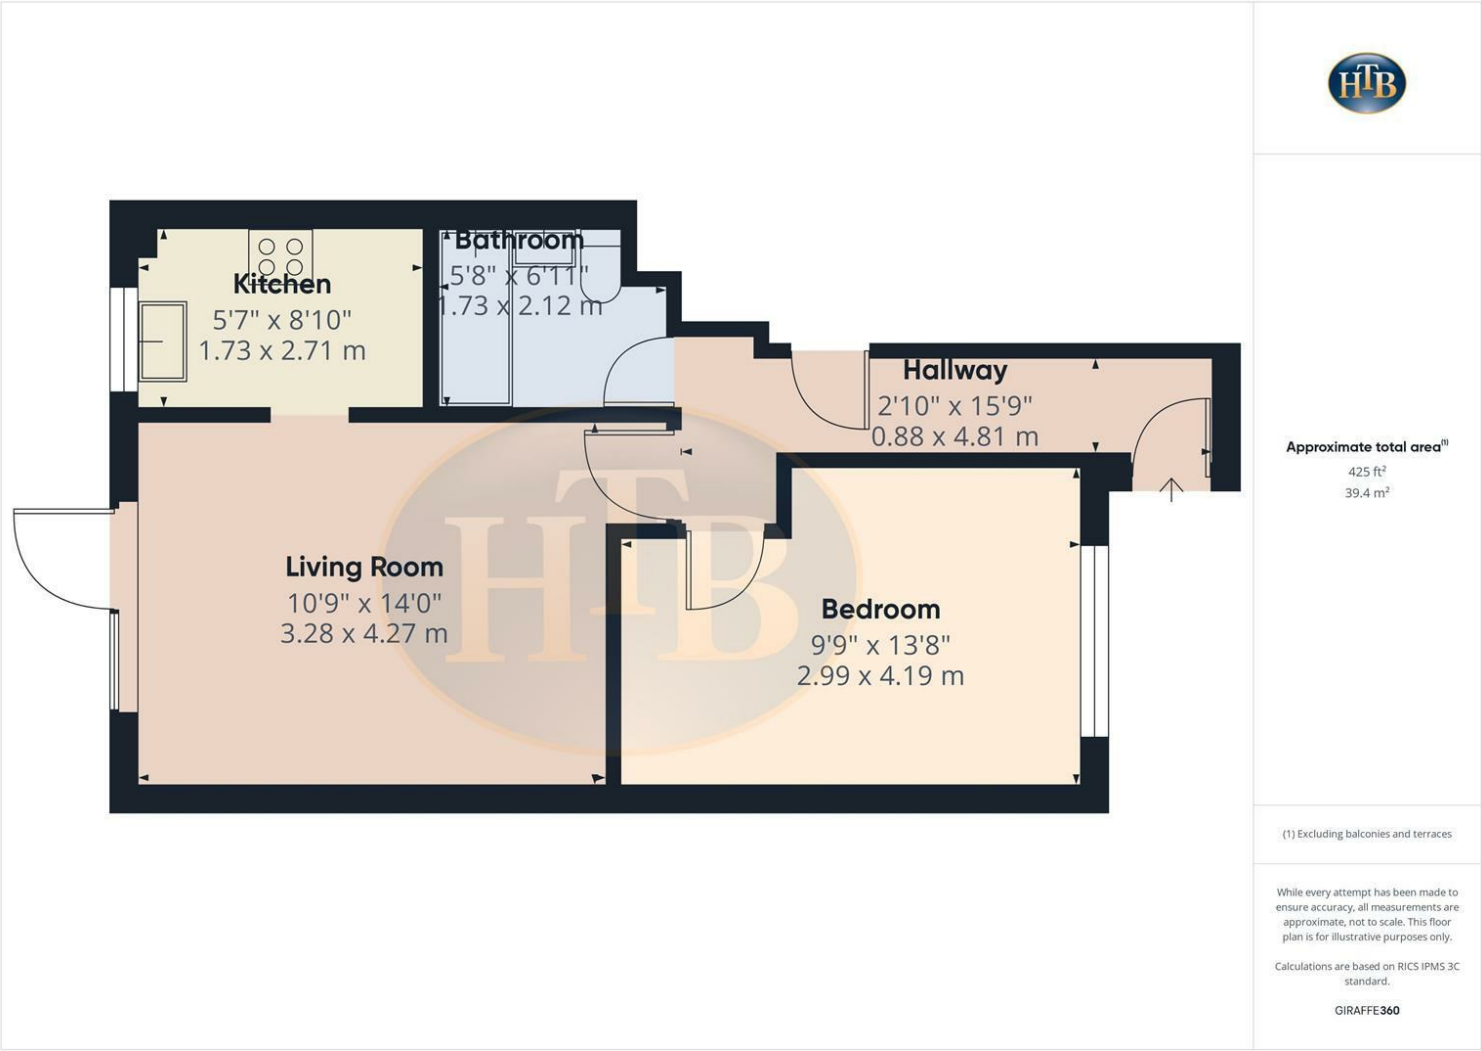 HTB
Kitchen
5'7" x 8'10"
1.73 x 2.71 m
Bathroom
5'8" x 6'11"
1.73 x 2.12 m
Hallway
2'10" x 15'9"
0.88 x 4.81 m
Living Room
10'9" x 14'0"
3.28 x 4.27 m
HTB
Bedroom
9'9" x 13'8"
2.99 x 4.19 m
Approximate total area(1)
425 ft²
39.4 m²
(1) Excluding balconies and terraces
While every attempt has been made to
ensure accuracy, all measurements are
approximate, not to scale. This floor
plan is for illustrative purposes only.
Calculations are based on RICS IPMS 3C
standard.
GIRAFFE360